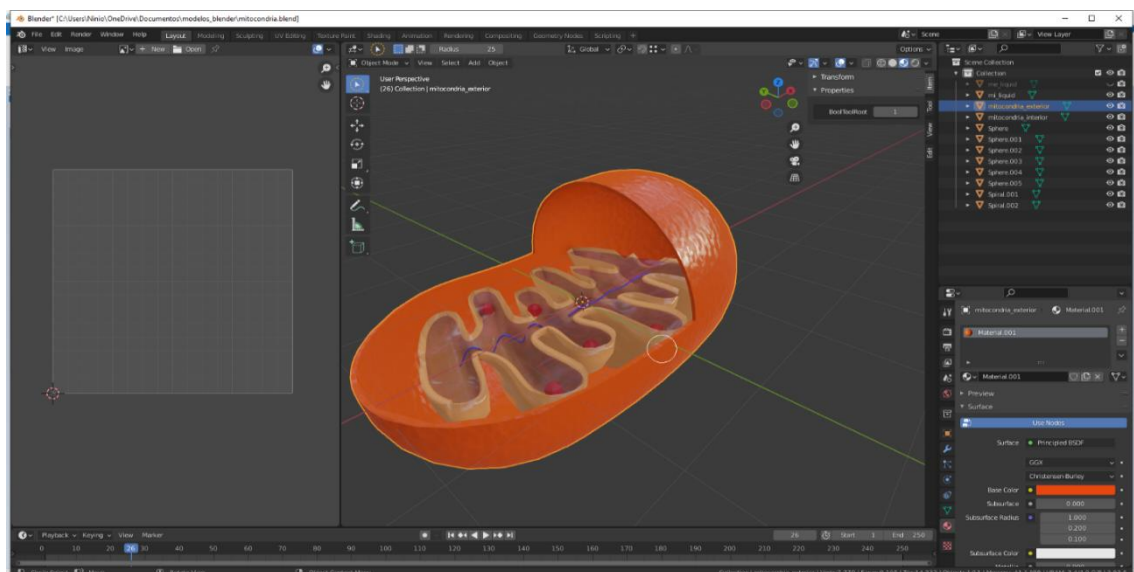 Blender* [C:\Users\Ninio\OneDrive\Documentos\modelos_blender\mitocondria.blend]
File Edit Render Window Help Layout Modeling Sculpting UV Editing Texture Paint Shading Animation Rendering Compositing Geometry Nodes Scripting + Scene View Layer
View Image + New Open Radius 25 Global Options
Object Mode View Select Add Object
User Perspective
(26) Collection | mitocondria_exterior
Transform
Properties
BoolToolRoot 1
Item
Tool
View
Edit
Scene Collection
Collection
me_liquid
mi_liquid
mitocondria_exterior
mitocondria_interior
Sphere
Sphere.001
Sphere.002
Sphere.003
Sphere.004
Sphere.005
Spiral.001
Spiral.002
mitocondria_exterior Material.001
Material.001
Material.001
Preview
Surface
Use Nodes
Surface Principled BSDF
GGX
Christensen-Burley
Base Color
Subsurface 0.000
Subsurface Radius 1.000
0.200
0.100
Subsurface Color
Playback Keying View Marker 26 Start 1 End 250
0 10 20 26 30 40 50 60 70 80 90 100 110 120 130 140 150 160 170 180 190 200 210 220 230 240 250